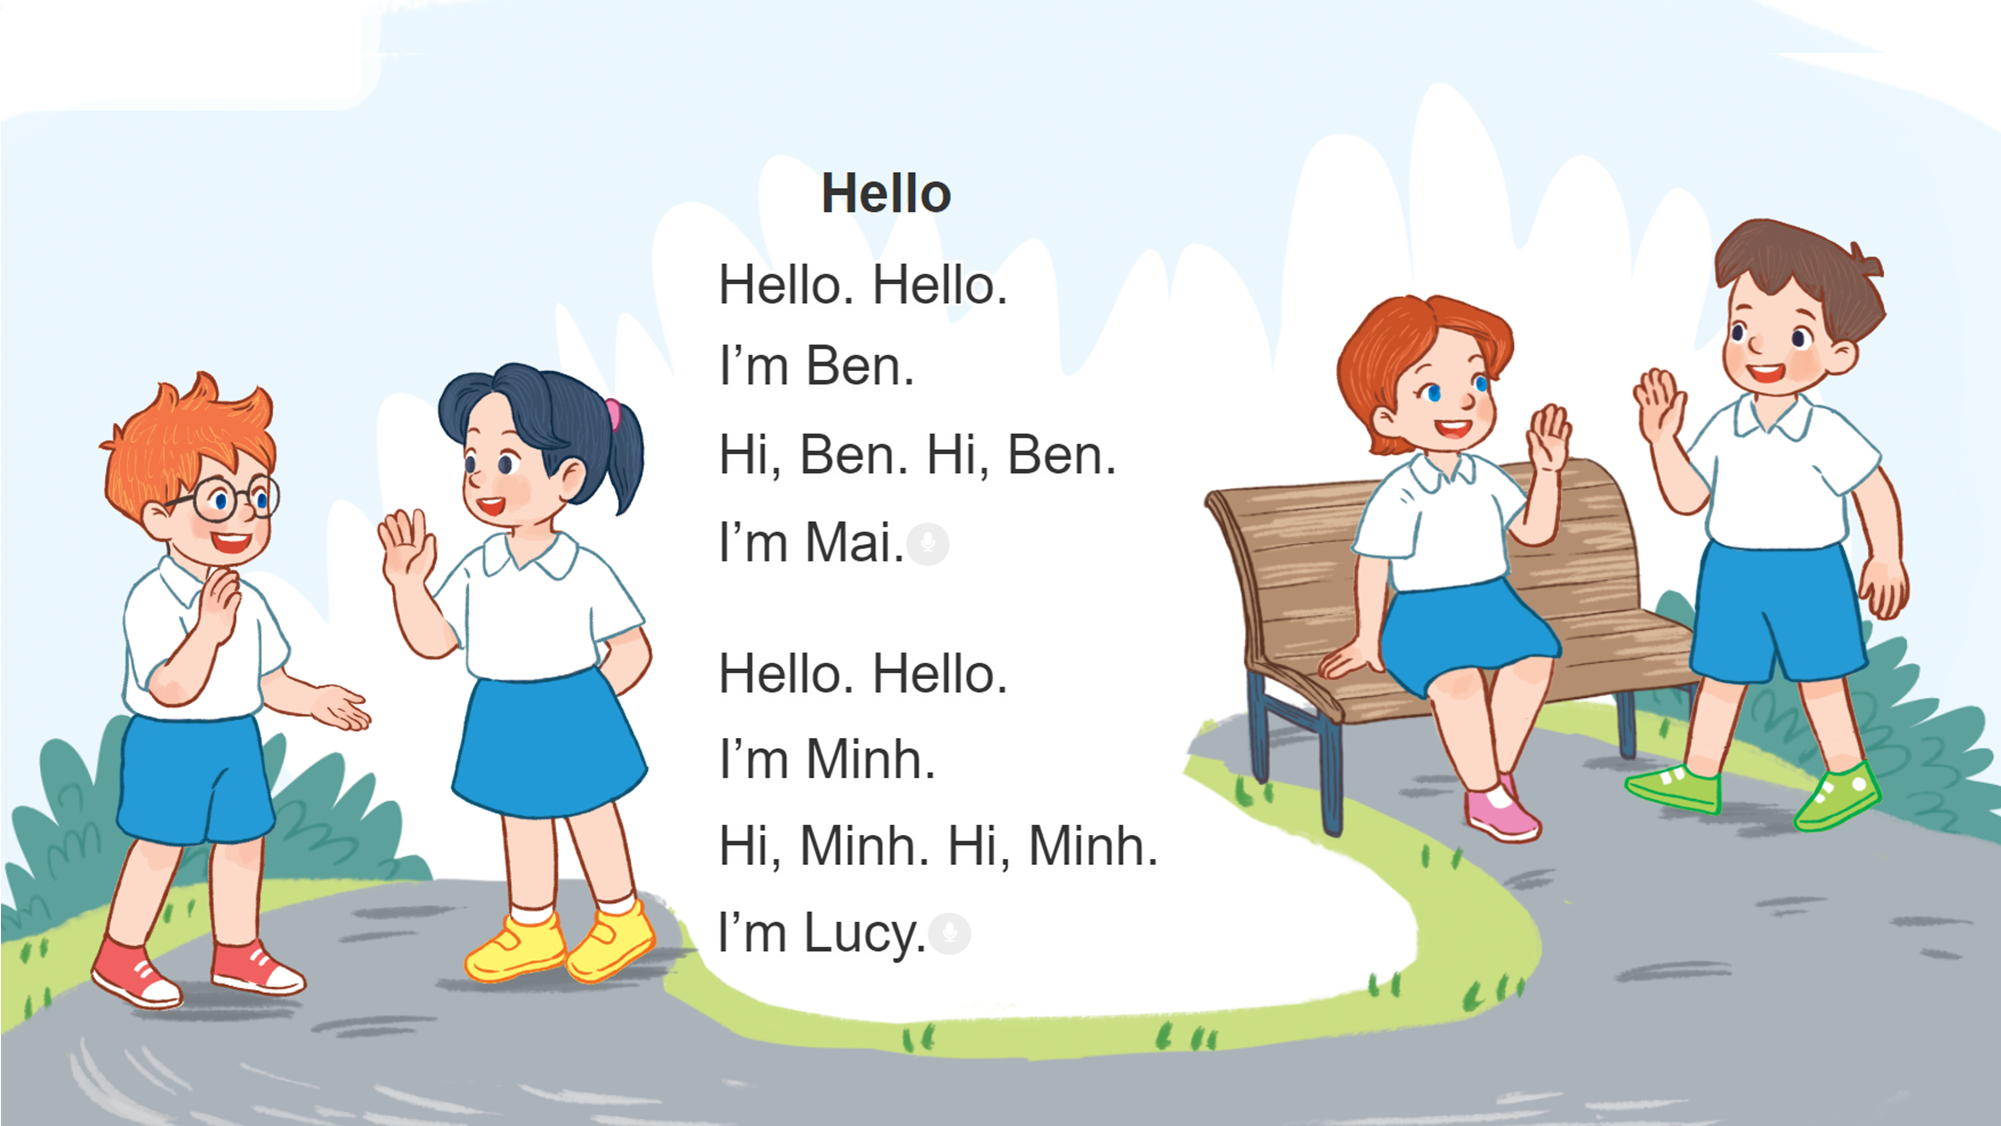 Hello
Hello. Hello.
I’m Ben.
Hi, Ben. Hi, Ben.
I’m Mai.
Hello. Hello.
I’m Minh.
Hi, Minh. Hi, Minh.
I’m Lucy.